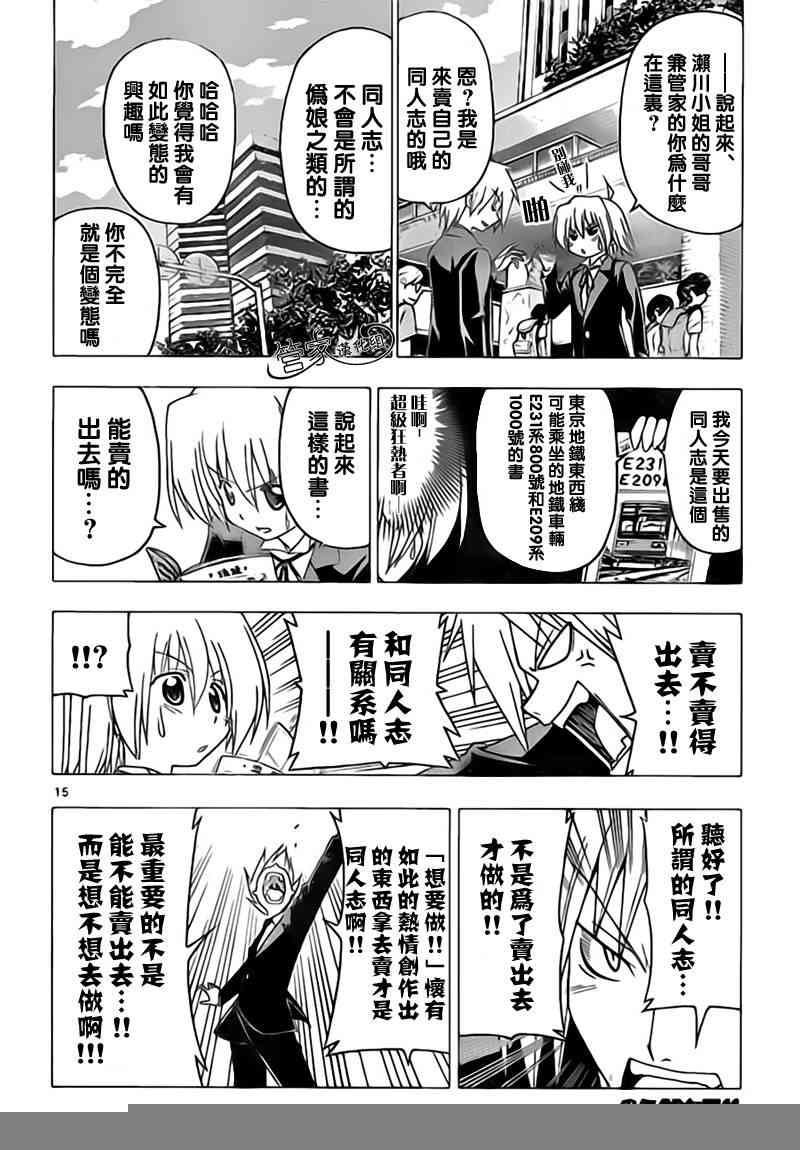 ——說起來、
瀨川小姐的哥哥
兼管家的你為什麼
在這裏？
恩？我是
來賣自己的
同人志的哦
別碰我
啪
同人志…
不會是所謂的
偽娘之類的…
哈哈哈
你覺得我會有
如此變態的
興趣嗎
你不完全
就是個變態嗎
管家漢化組
我今天要出售的
同人志是這個
E231
E209
東京地鐵東西綫
可能乘坐的地鐵車輛
E231系800號和E209系
1000號的書
哇啊-
超級狂熱者啊
說起來
這樣的書…
能賣的
出去嗎…？
賣不賣得
出去…!!
和同人志
有關系嗎
——!!
!!?
15
聽好了!!
所謂的同人志…
不是爲了賣出去
才做的!!
「想要做!!」懷有
如此的熱情創作出
的東西拿去賣才是
同人志啊!!
最重要的不是
能不能賣出去…!!
而是想不想去做啊!!!